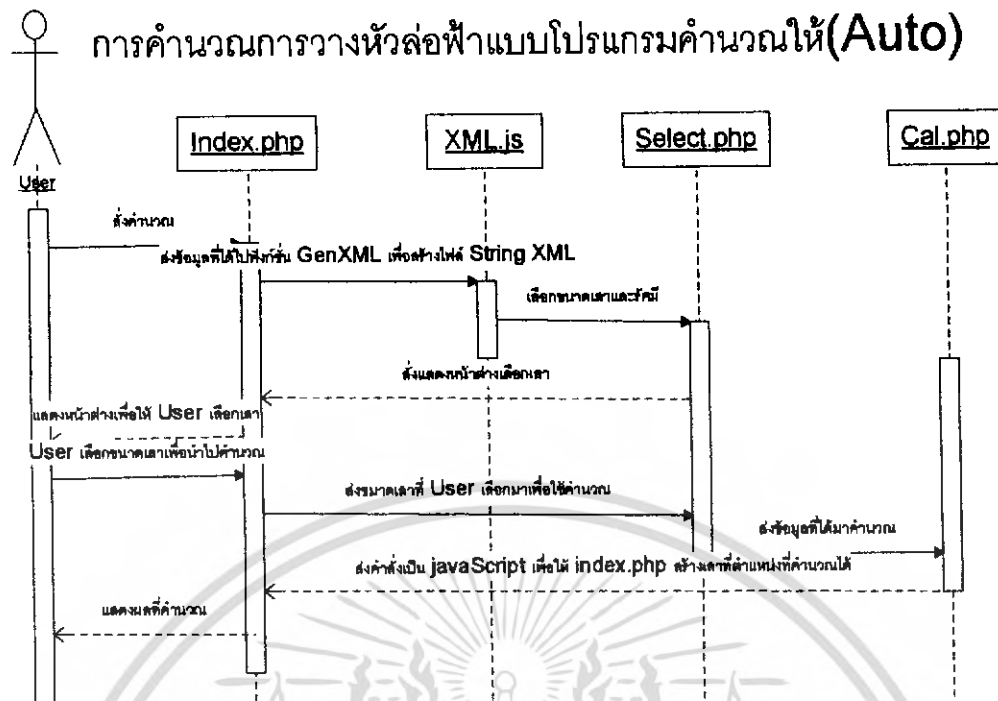 การคำนวณการวางหัวล่อฟ้าแบบโปรแกรมคำนวณให้(Auto)
Index.php
XML.js
Select.php
Cal.php
User
สั่งคำนวณ
ส่งข้อมูลที่ได้ไปฟังก์ชั่น GenXML เพื่อสร้างไฟล์ String XML
เลือกขนาดเสาและรัศมี
สั่งแสดงหน้าต่างเลือกเสา
แสดงหน้าต่างเพื่อให้ User เลือกเสา
User เลือกขนาดเสาเพื่อนำไปคำนวณ
ส่งขนาดเสาที่ User เลือกมาเพื่อใช้คำนวณ
ส่งข้อมูลที่ได้มาคำนวณ
ส่งคำสั่งเป็น javaScript เพื่อให้ index.php สร้างเสาที่ตำแหน่งที่คำนวณได้
แสดงผลที่คำนวณ